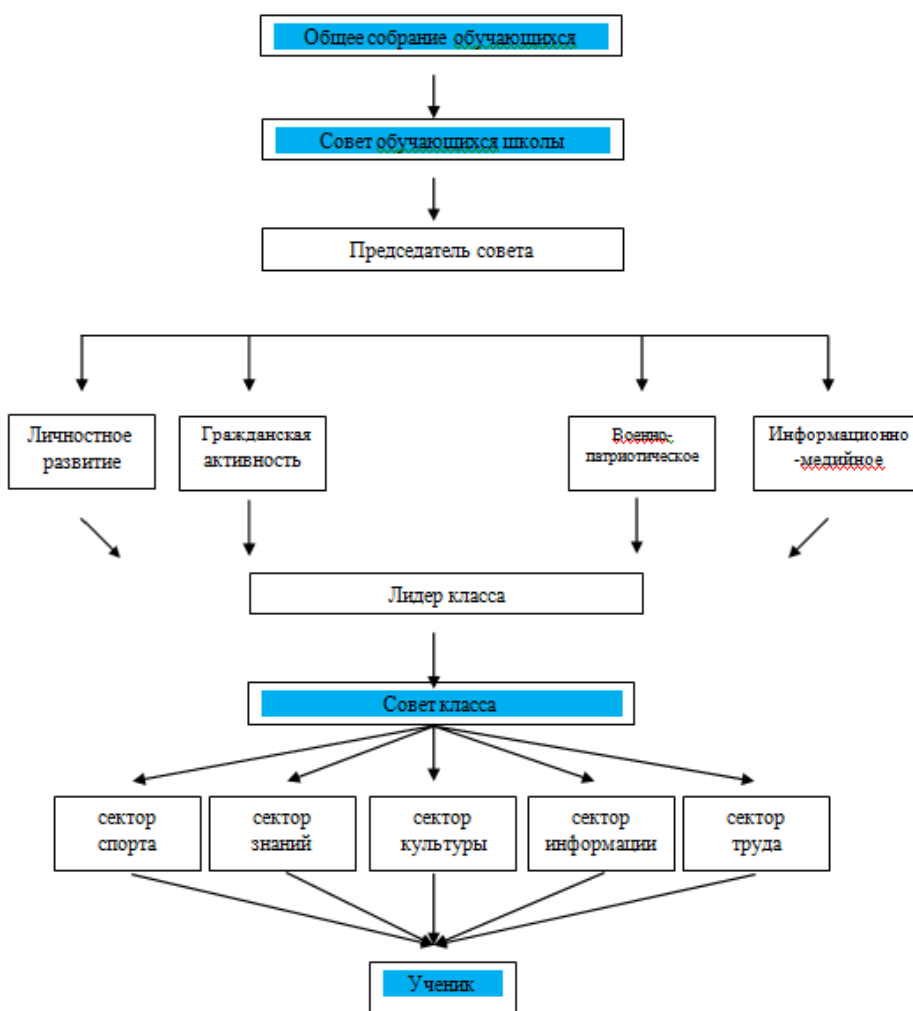 Общее собрание обучающихся
Совет обучающихся школы
Председатель совета
Личностное
развитие
Гражданская
активность
Военно-
патриотическое
Информационно
-медийное
Лидер класса
Совет класса
сектор
спорта
сектор
знаний
сектор
культуры
сектор
информации
сектор
труда
Ученик